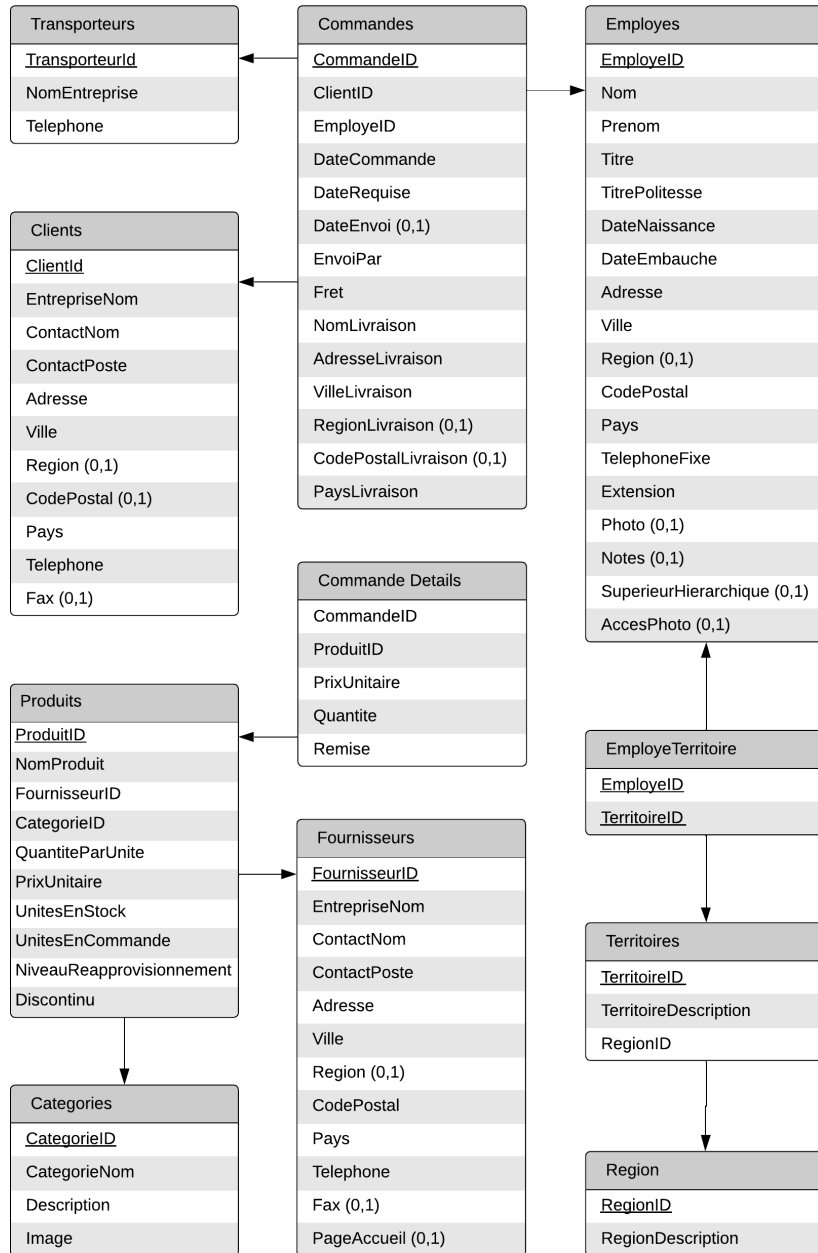 Transporteurs
TransporteurId
NomEntreprise
Telephone
Clients
ClientId
EntrepriseNom
ContactNom
ContactPoste
Adresse
Ville
Region (0,1)
CodePostal (0,1)
Pays
Telephone
Fax (0,1)
Produits
ProduitID
NomProduit
FournisseurID
CategorieID
QuantiteParUnite
PrixUnitaire
UnitesEnStock
UnitesEnCommande
NiveauReapprovisionnement
Discontinu
Categories
CategorieID
CategorieNom
Description
Image
Commandes
CommandeID
ClientID
EmployeID
DateCommande
DateRequise
DateEnvoi (0,1)
EnvoiPar
Fret
NomLivraison
AdresseLivraison
VilleLivraison
RegionLivraison (0,1)
CodePostalLivraison (0,1)
PaysLivraison
Commande Details
CommandeID
ProduitID
PrixUnitaire
Quantite
Remise
Fournisseurs
FournisseurID
EntrepriseNom
ContactNom
ContactPoste
Adresse
Ville
Region (0,1)
CodePostal
Pays
Telephone
Fax (0,1)
PageAccueil (0,1)
Employes
EmployeID
Nom
Prenom
Titre
TitrePolitesse
DateNaissance
DateEmbauche
Adresse
Ville
Region (0,1)
CodePostal
Pays
TelephoneFixe
Extension
Photo (0,1)
Notes (0,1)
SuperieurHierarchique (0,1)
AccesPhoto (0,1)
EmployeTerritoire
EmployeID
TerritoireID
Territoires
TerritoireID
TerritoireDescription
RegionID
Region
RegionID
RegionDescription